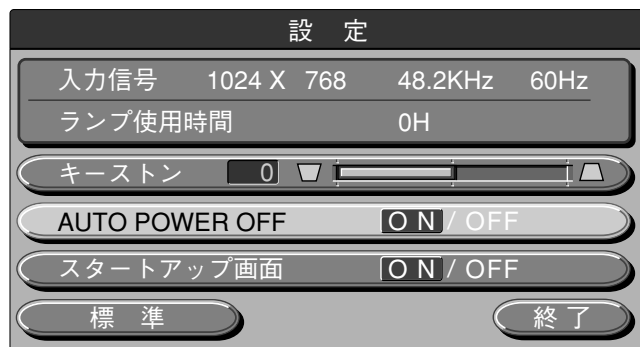 設 定
入力信号 1024 X 768 48.2KHz 60Hz
ランプ使用時間 0H
キーストン 0
AUTO POWER OFF ON / OFF
スタートアップ画面 ON / OFF
標 準 終 了